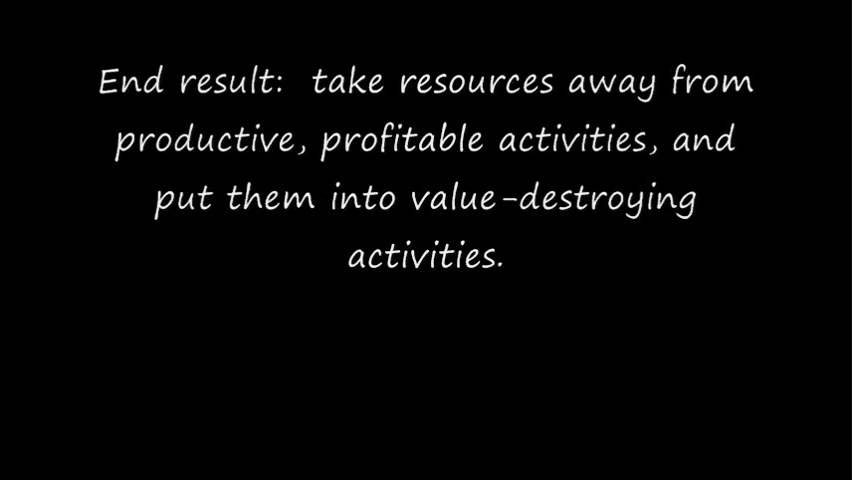 End result:  take resources away from
productive, profitable activities, and
put them into value-destroying
activities.